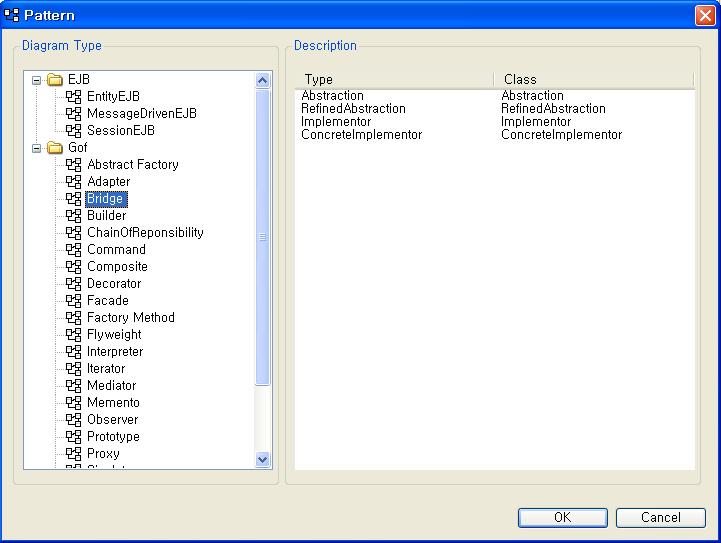 Pattern
Diagram Type
EJB
EntityEJB
MessageDrivenEJB
SessionEJB
Gof
Abstract Factory
Adapter
Bridge
Builder
ChainOfReponsibility
Command
Composite
Decorator
Facade
Factory Method
Flyweight
Interpreter
Iterator
Mediator
Memento
Observer
Prototype
Proxy
Description
Type Class
Abstraction Abstraction
RefinedAbstraction RefinedAbstraction
Implementor Implementor
ConcreteImplementor ConcreteImplementor
OK Cancel